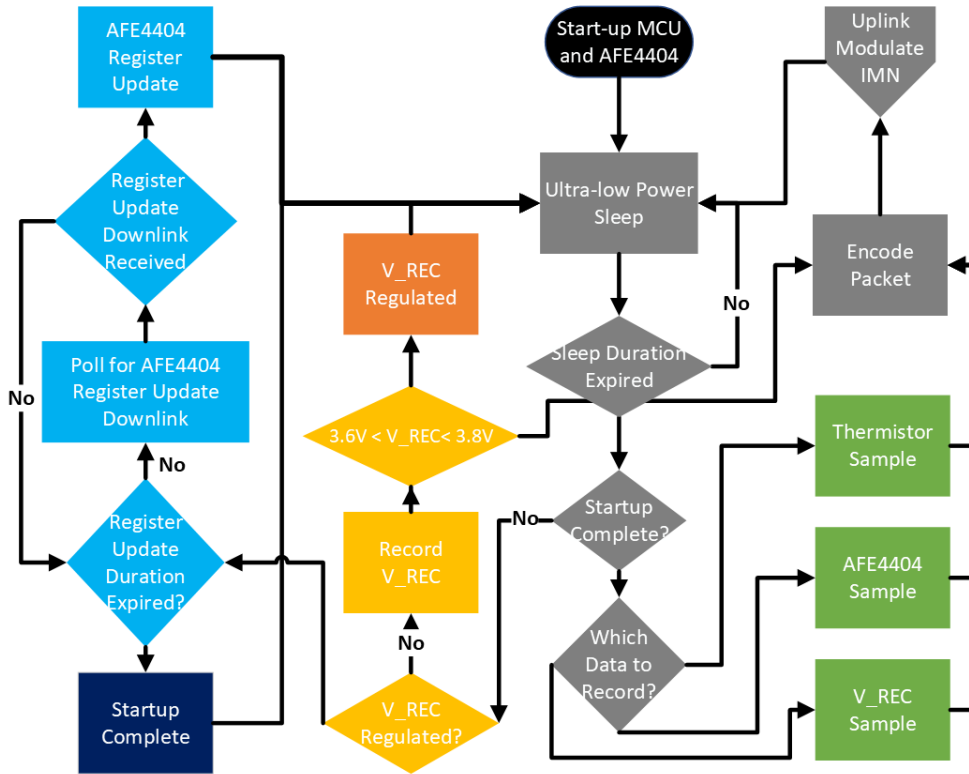 AFE4404
Register
Update
Start-up MCU
and AFE4404
Uplink
Modulate
IMN
Register
Update
Downlink
Received
Ultra-low Power
Sleep
V_REC
Regulated
Encode
Packet
No
Sleep Duration
Expired
Poll for AFE4404
Register Update
Downlink
No
3.6V < V_REC< 3.8V
Thermistor
Sample
No
Register
Update
Duration
Expired?
Record
V_REC
No
Startup
Complete?
AFE4404
Sample
No
Which
Data to
Record?
Startup
Complete
V_REC
Regulated?
V_REC
Sample